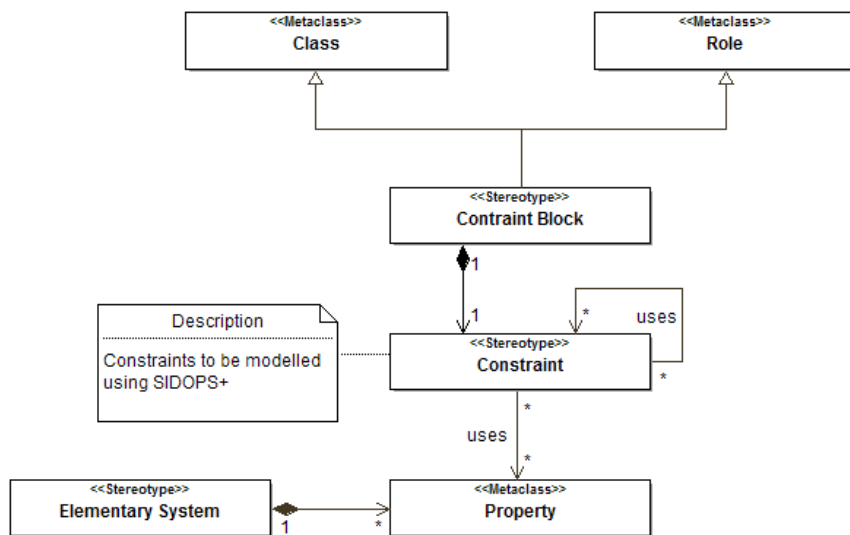 <<Metaclass>>
Class
<<Metaclass>>
Role
<<Stereotype>>
Contraint Block
1
1
Description
Constraints to be modelled
using SIDOPS+
<<Stereotype>>
Constraint
*
uses
*
*
uses
*
<<Stereotype>>
Elementary System
1
*
<<Metaclass>>
Property